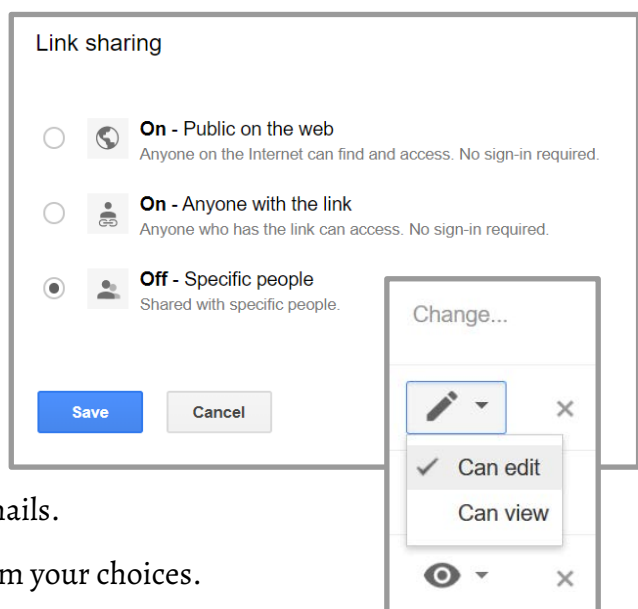 Link sharing
On - Public on the web
Anyone on the Internet can find and access. No sign-in required.
On - Anyone with the link
Anyone who has the link can access. No sign-in required.
Off - Specific people
Shared with specific people.
Save Cancel
Change...
Can edit
Can view
your choices.